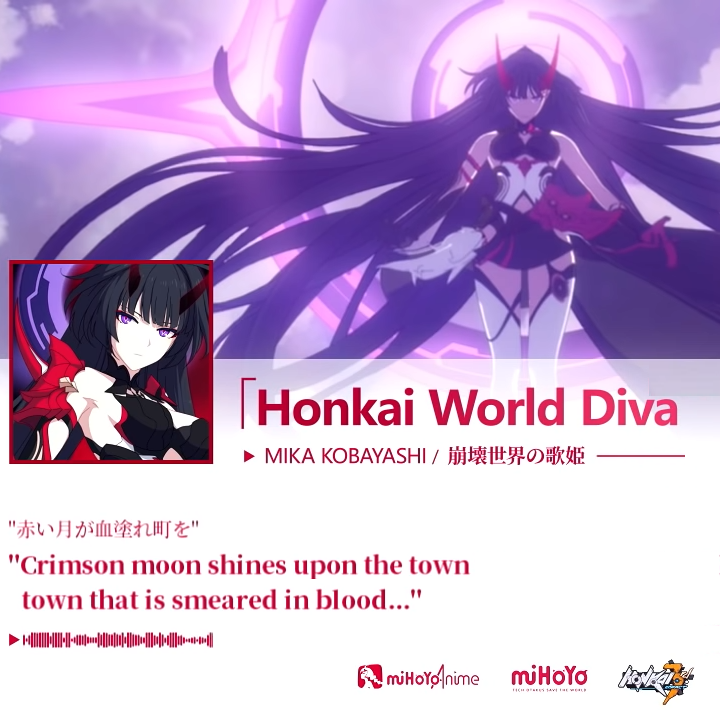 Honkai World Diva
MIKA KOBAYASHI / 崩壊世界の歌姫
"赤い月が血塗れ町を"
"Crimson moon shines upon the town
town that is smeared in blood..."
miHoYoAnime
miHoYo
TECH OTAKUS SAVE THE WORLD
HONKAI 3rd